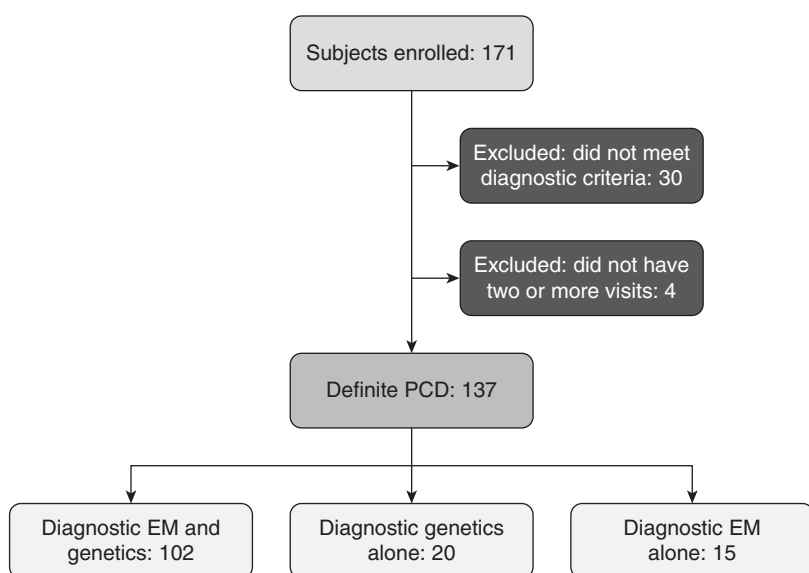 Subjects enrolled: 171
Excluded: did not meet
diagnostic criteria: 30
Excluded: did not have
two or more visits: 4
Definite PCD: 137
Diagnostic EM and
genetics: 102
Diagnostic genetics
alone: 20
Diagnostic EM
alone: 15